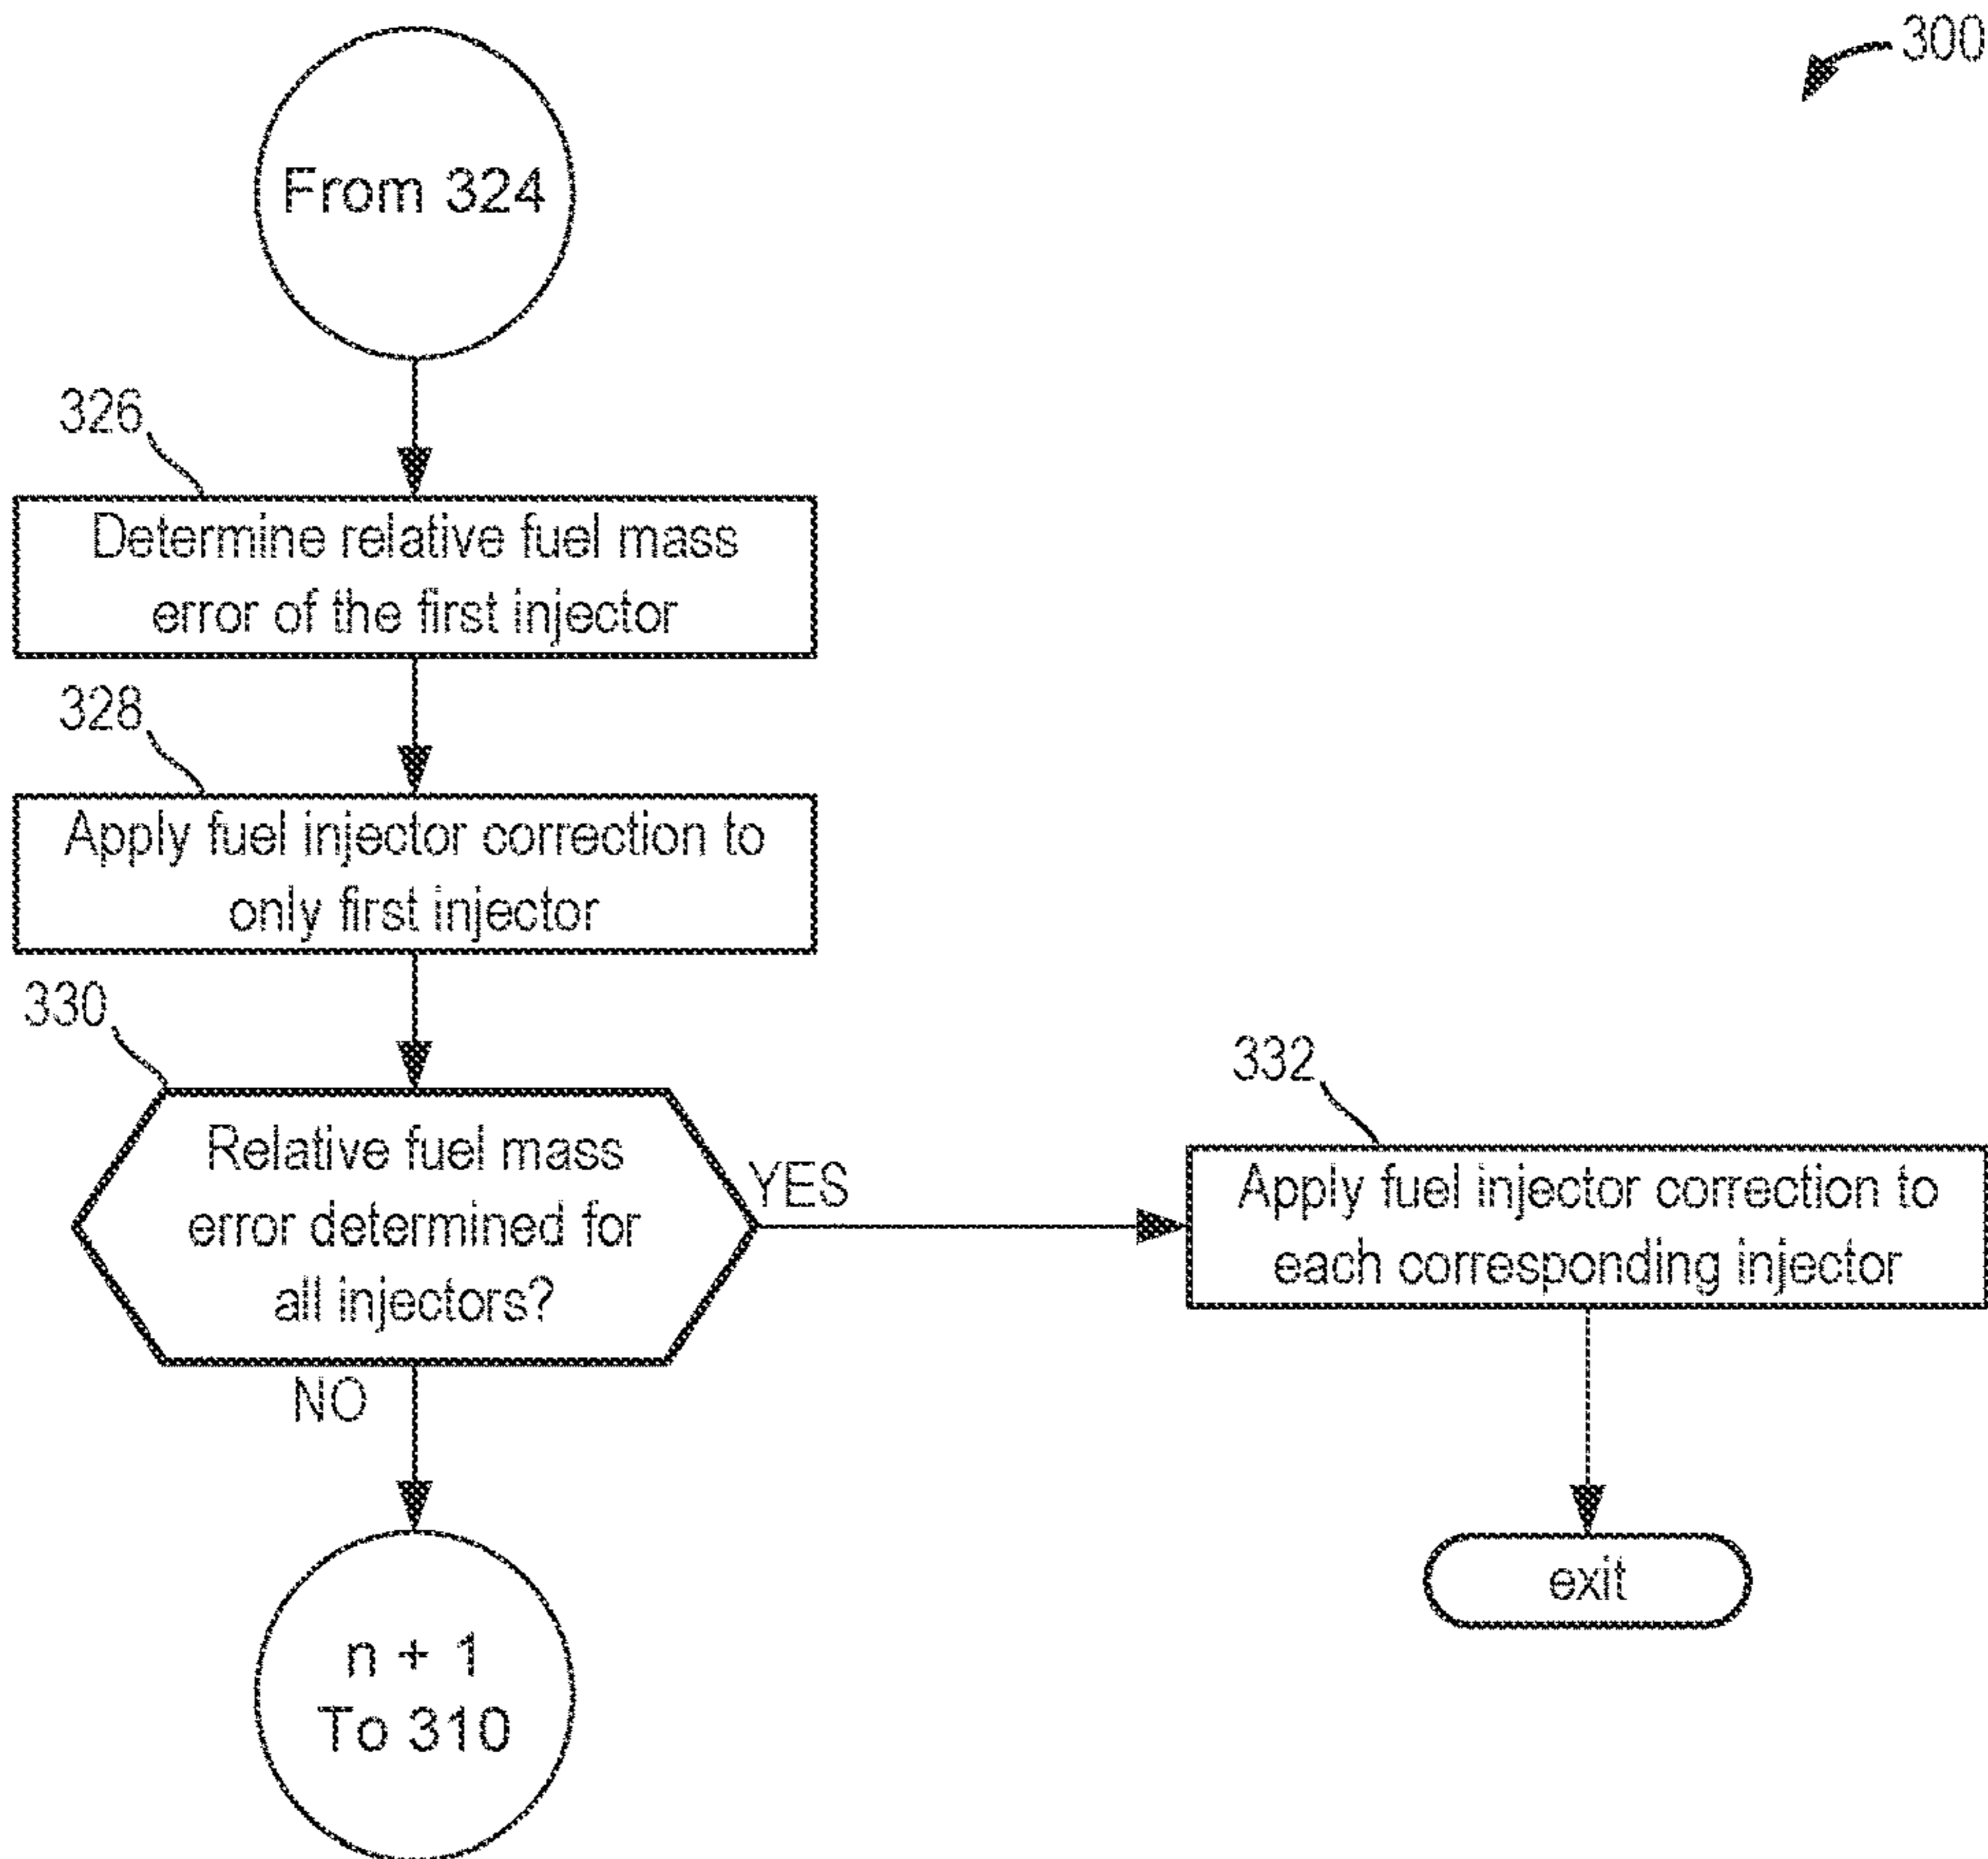 300
From 324
326
Determine relative fuel mass
error of the first injector
328
Apply fuel injector correction to
only first injector
330
Relative fuel mass
error determined for
all injectors?
YES
332
Apply fuel injector correction to
each corresponding injector
NO
exit
n + 1
To 310